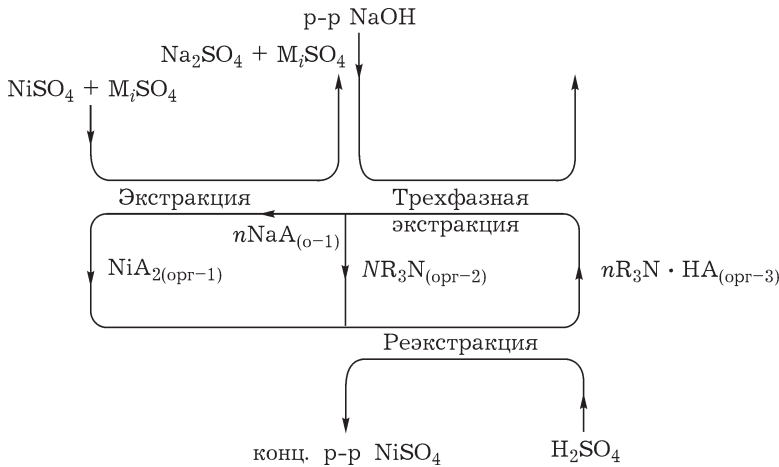 р-р NaOH
Na₂SO₄ + MᵢSO₄
NiSO₄ + MᵢSO₄
Экстракция
Трехфазная
экстракция
nNaA₍о–1₎
NiA₂₍орг–1₎
NR₃N₍орг–2₎
nR₃N · HA₍орг–3₎
Реэкстракция
конц. р-р NiSO₄
H₂SO₄